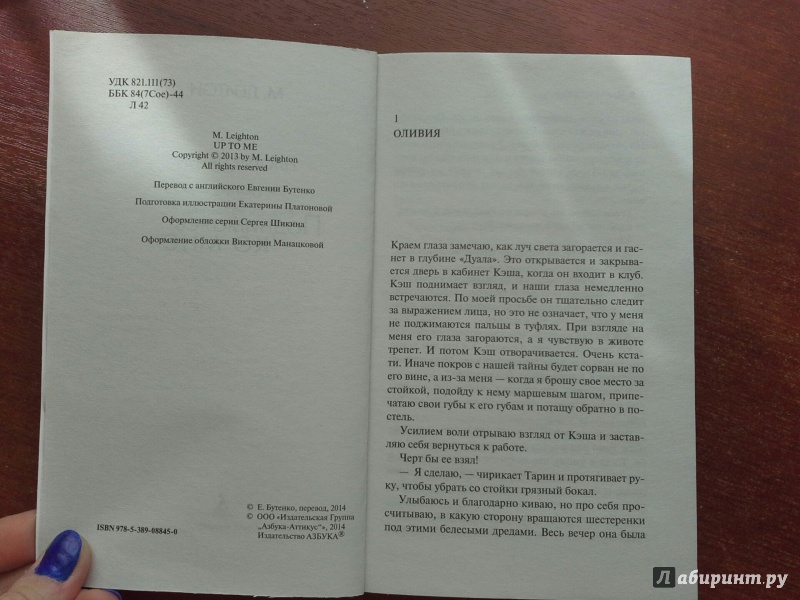 УДК 821.111(73)
ББК 84(7Сое)-44
Л 42
M. Leighton
UP TO ME
Copyright © 2013 by M. Leighton
All rights reserved
Перевод с английского Евгении Бутенко
Подготовка иллюстрации Екатерины Платоновой
Оформление серии Сергея Шикина
Оформление обложки Виктории Манацковой
© Е. Бутенко, перевод, 2014
© ООО «Издательская Группа
„Азбука-Аттикус“», 2014
Издательство АЗБУКА®
ISBN 978-5-389-08845-0
1
ОЛИВИЯ
Краем глаза замечаю, как луч света загорается и гас-
нет в глубине «Дуала». Это открывается и закрыва-
ется дверь в кабинет Кэша, когда он входит в клуб.
Кэш поднимает взгляд, и наши глаза немедленно
встречаются. По моей просьбе он тщательно следит
за выражением лица, но это не означает, что у меня
не поджимаются пальцы в туфлях. При взгляде на
меня его глаза загораются, а я чувствую в животе
трепет. И потом Кэш отворачивается. Очень кста-
ти. Иначе покров с нашей тайны будет сорван не по
его вине, а из-за меня — когда я брошу свое место за
стойкой, подойду к нему маршевым шагом, припе-
чатаю свои губы к его губам и потащу обратно в по-
стель.
Усилием воли отрываю взгляд от Кэша и застав-
ляю себя вернуться к работе.
Черт бы ее взял!
— Я сделаю, — чирикает Тарин и протягивает ру-
ку, чтобы убрать со стойки грязный бокал.
Улыбаюсь и благодарно киваю, но про себя про-
считываю, в какую сторону вращаются шестеренки
под этими белесыми дредами. Весь вечер она была
Лабиринт.ру